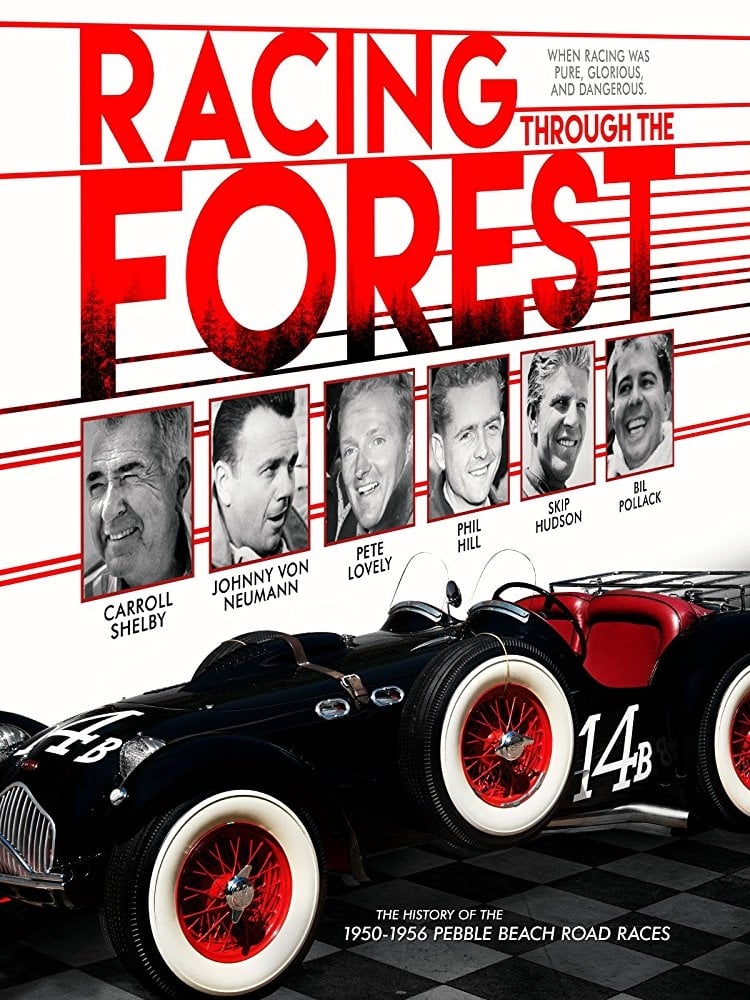 RACING
WHEN RACING WAS
PURE, GLORIOUS,
AND DANGEROUS.
THROUGH THE
FOREST
CARROLL
SHELBY
JOHNNY VON
NEUMANN
PETE
LOVELY
PHIL
HILL
SKIP
HUDSON
BIL
POLLACK
14B
14B
THE HISTORY OF THE
1950-1956 PEBBLE BEACH ROAD RACES